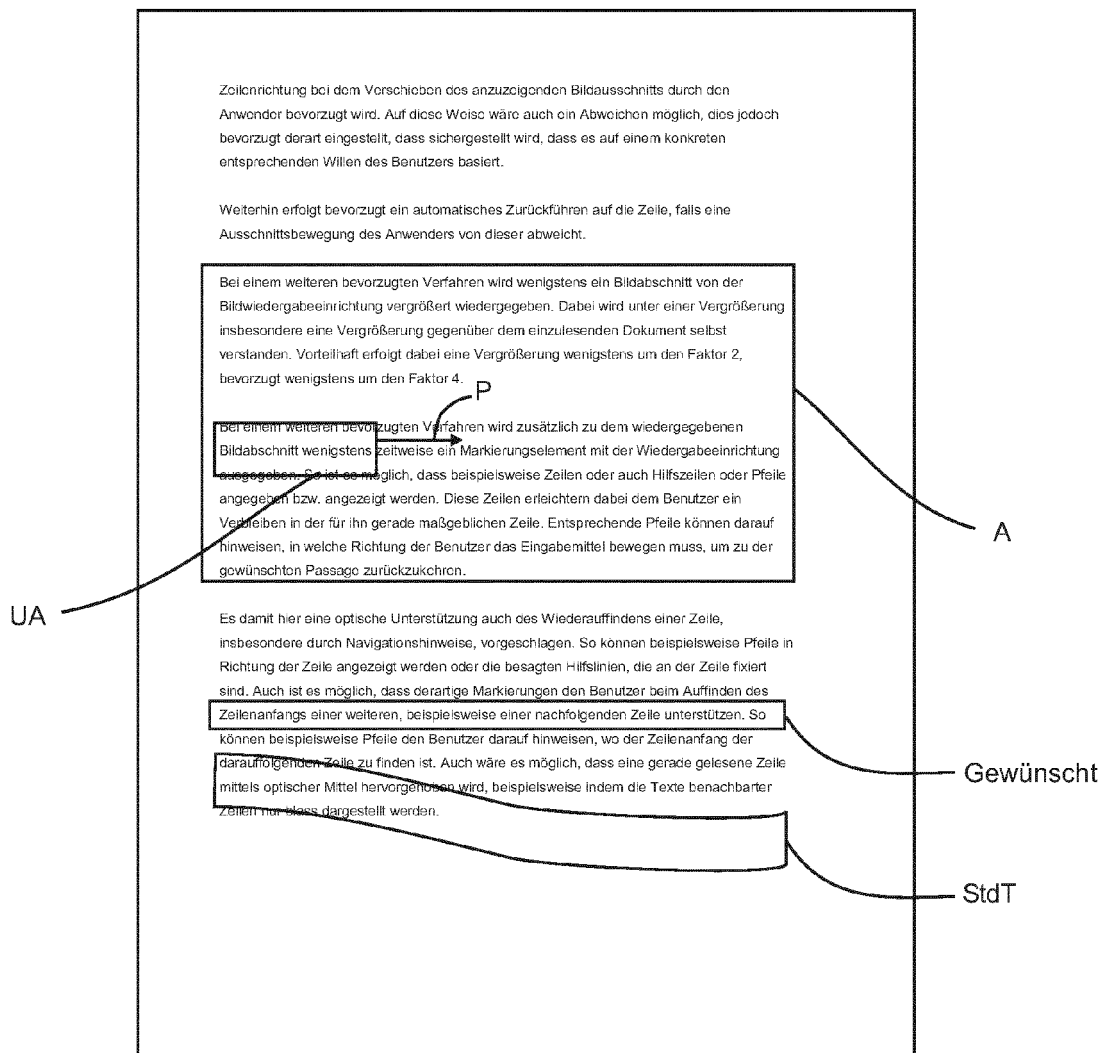 Zeilenrichtung bei dem Verschieben des anzuzeigenden Bildausschnitts durch den
Anwender bevorzugt wird. Auf diese Weise wäre auch ein Abweichen möglich, dies jedoch
bevorzugt derart eingestellt, dass sichergestellt wird, dass es auf einem konkreten
entsprechenden Willen des Benutzers basiert.
Weiterhin erfolgt bevorzugt ein automatisches Zurückführen auf die Zeile, falls eine
Ausschnittsbewegung des Anwenders von dieser abweicht.
Bei einem weiteren bevorzugten Verfahren wird wenigstens ein Bildabschnitt von der
Bildwiedergabeeinrichtung vergrößert wiedergegeben. Dabei wird unter einer Vergrößerung
insbesondere eine Vergrößerung gegenüber dem einzulesenden Dokument selbst
verstanden. Vorteilhaft erfolgt dabei eine Vergrößerung wenigstens um den Faktor 2,
bevorzugt wenigstens um den Faktor 4.
P
Bei einem weiteren bevorzugten Verfahren wird zusätzlich zu dem wiedergegebenen
Bildabschnitt wenigstens zeitweise ein Markierungselement mit der Wiedergabeeinrichtung
ausgegeben. So ist es möglich, dass beispielsweise Zeilen oder auch Hilfszeilen oder Pfeile
angegeben bzw. angezeigt werden. Diese Zeilen erleichtern dabei dem Benutzer ein
Verbleiben in der für ihn gerade maßgeblichen Zeile. Entsprechende Pfeile können darauf
A
hinweisen, in welche Richtung der Benutzer das Eingabemittel bewegen muss, um zu der
gewünschten Passage zurückzukehren.
UA
Es damit hier eine optische Unterstützung auch des Wiederauffindens einer Zeile,
insbesondere durch Navigationshinweise, vorgeschlagen. So können beispielsweise Pfeile in
Richtung der Zeile angezeigt werden oder die besagten Hilfslinien, die an der Zeile fixiert
sind. Auch ist es möglich, dass derartige Markierungen den Benutzer beim Auffinden des
Zeilenanfangs einer weiteren, beispielsweise einer nachfolgenden Zeile unterstützen. So
können beispielsweise Pfeile den Benutzer darauf hinweisen, wo der Zeilenanfang der
darauffolgenden Zeile zu finden ist. Auch wäre es möglich, dass eine gerade gelesene Zeile
Gewünscht
mittels optischer Mittel hervorgehoben wird, beispielsweise indem die Texte benachbarter
Zeilen nur blass dargestellt werden.
StdT